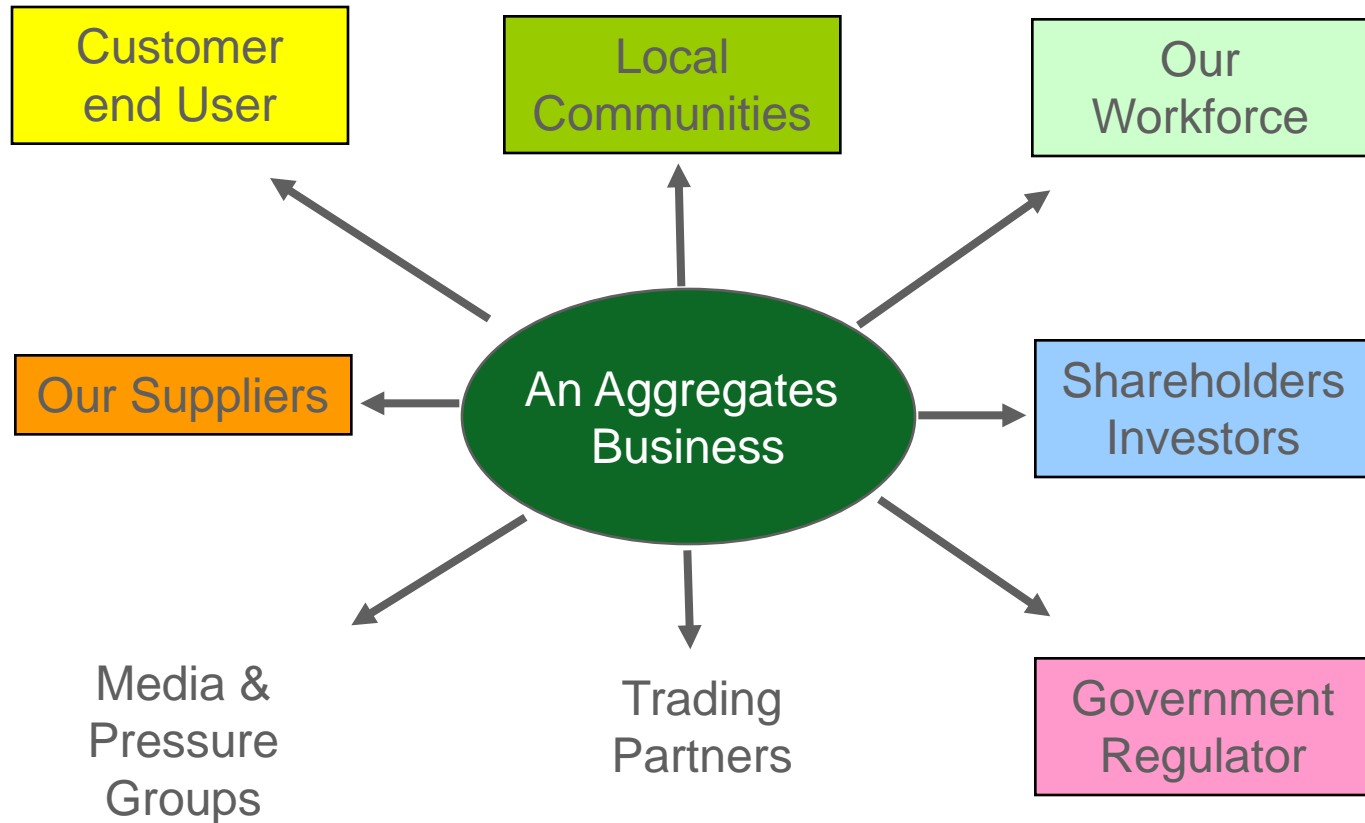 Customer
end User
Local
Communities
Our
Workforce
Our Suppliers
An Aggregates
Business
Shareholders
Investors
Media &
Pressure
Groups
Trading
Partners
Government
Regulator